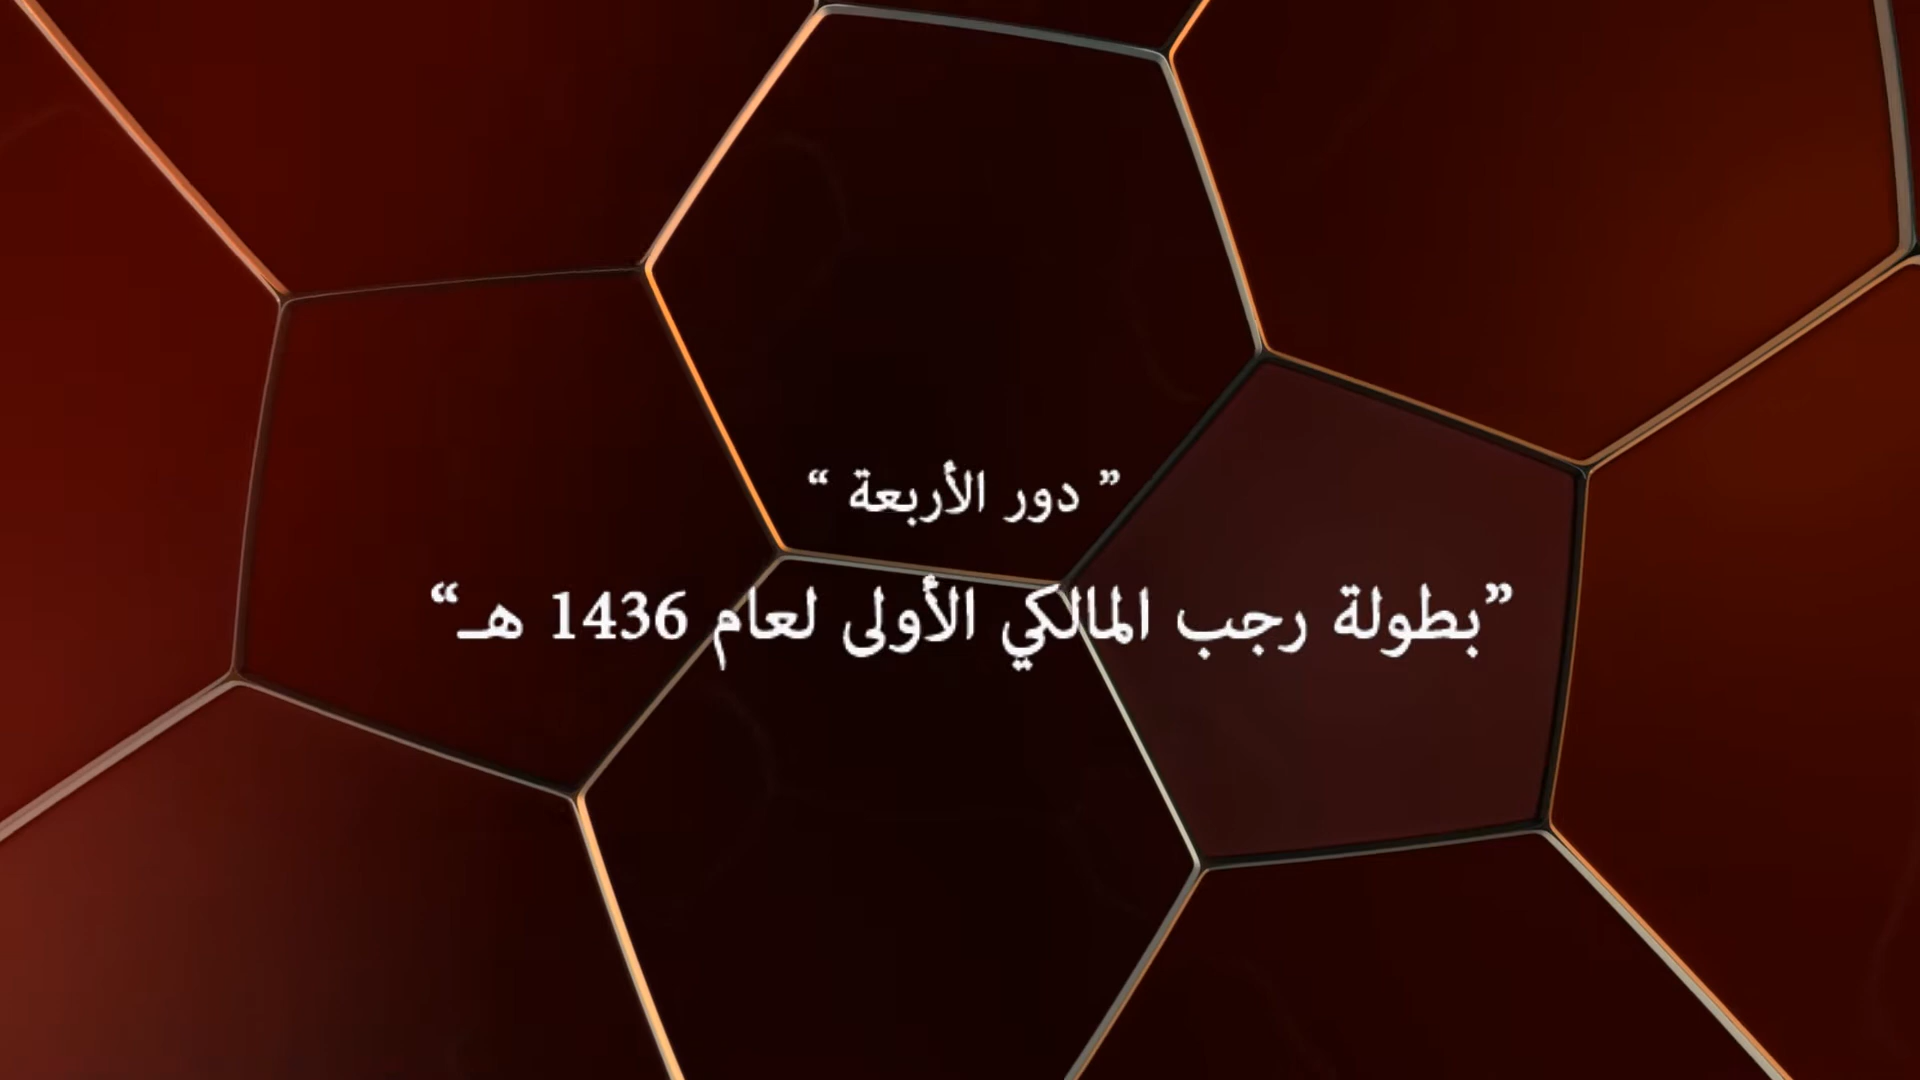 ” دور الأربعة “
”بطولة رجب المالكي الأولى لعام 1436 هـ“